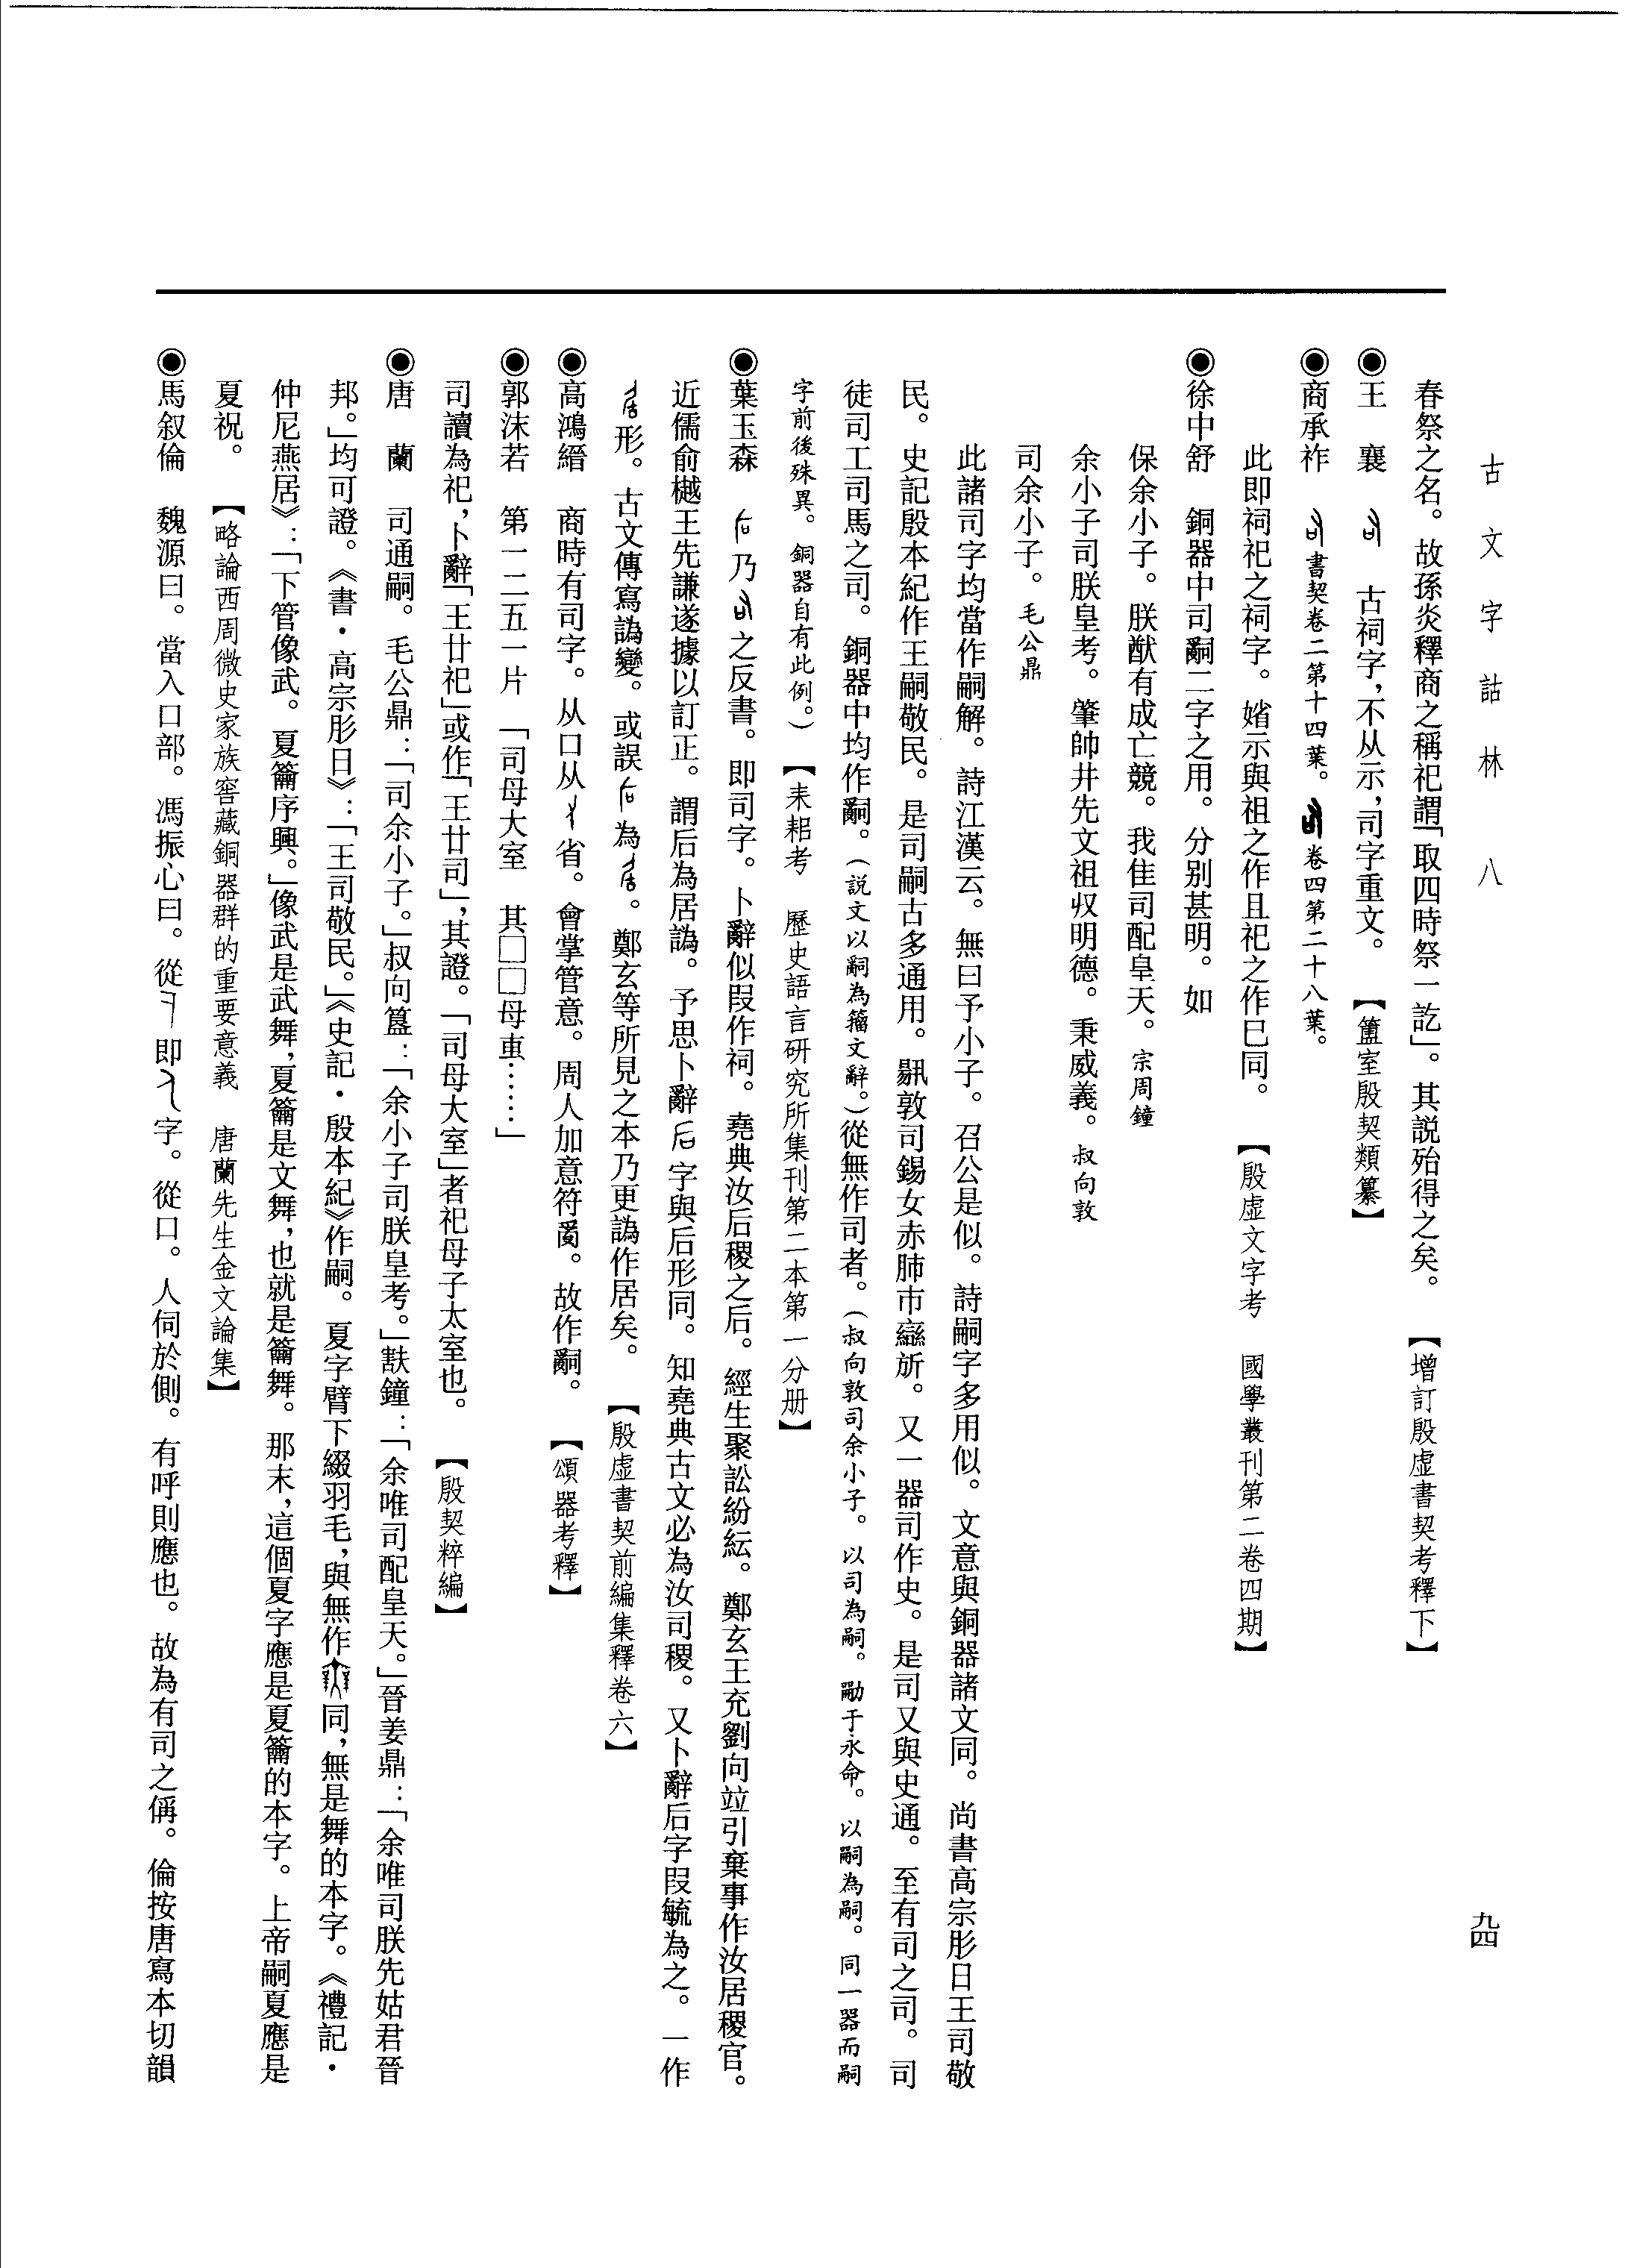 古文字詁林　八
九四
春祭之名。故孫炎釋商之稱祀謂「取四時祭一訖」。其説殆得之矣。　【增訂殷虛書契考釋下】
◉王　襄　　古祠字，不从示，司字重文。　【簠室殷契類纂】
◉商承祚　書契卷二第十四葉。卷四第二十八葉。
此即祠祀之祠字。婼示與祖之作且祀之作巳同。　【殷虛文字考　國學叢刊第二卷四期】
◉徐中舒　銅器中司嗣二字之用。分别甚明。如
保余小子。朕猷有成亡競。我隹司配皇天。宗周鐘
余小子司朕皇考。肇帥井先文祖収明德。秉威義。叔向敦
司余小子。毛公鼎
此諸司字均當作嗣解。詩江漢云。無曰予小子。召公是似。詩嗣字多用似。文意與銅器諸文同。尚書高宗肜日王司敬
民。史記殷本紀作王嗣敬民。是司嗣古多通用。敦司錫女赤𩎟市䜌旂。又一器司作史。是司又與史通。至有司之司。司
徒司工司馬之司。銅器中均作𤔲。（説文以𤔲為籀文辭。）從無作司者。（叔向敦司余小子。以司為嗣。勵于永命。以嗣為嗣。同一器而嗣
字前後殊異。銅器自有此例。）　【耒耜考　歷史語言研究所集刊第二本第一分册】
◉葉玉森　乃之反書。即司字。卜辭似叚作祠。堯典汝后稷之后。經生聚訟紛紜。鄭玄王充劉向竝引棄事作汝居稷官。
近儒俞樾王先謙遂據以訂正。謂后為居譌。予思卜辭字與后形同。知堯典古文必為汝司稷。又卜辭后字叚毓為之。一作
形。古文傳寫譌變。或誤為。鄭玄等所見之本乃更譌作居矣。　【殷虛書契前編集釋卷六】
◉高鴻縉　商時有司字。从口从省。會掌管意。周人加意符𤔔。故作𤔲。　【頌器考釋】
◉郭沫若　第一二五一片　「司母大室　其□□母叀……」
司讀為祀，卜辭「王廿祀」或作「王廿司」，其證。「司母大室」者祀母子太室也。　【殷契粹編】
◉唐　蘭　司通嗣。毛公鼎：「司余小子。」叔向簋：「余小子司朕皇考。」㝬鐘：「余唯司配皇天。」晉姜鼎：「余唯司朕先姑君晉
邦。」均可證。《書·高宗肜日》：「王司敬民。」《史記·殷本紀》作嗣。夏字臂下綴羽毛，與無作同，無是舞的本字。《禮記·
仲尼燕居》：「下管像武。夏籥序興。」像武是武舞，夏籥是文舞，也就是籥舞。那末，這個夏字應是夏籥的本字。上帝嗣夏應是
夏祝。　【略論西周微史家族窖藏銅器群的重要意義　唐蘭先生金文論集】
◉馬叙倫　魏源曰。當入口部。馮振心曰。從即字。從口。人伺於側。有呼則應也。故為有司之偁。倫按唐寫本切韻